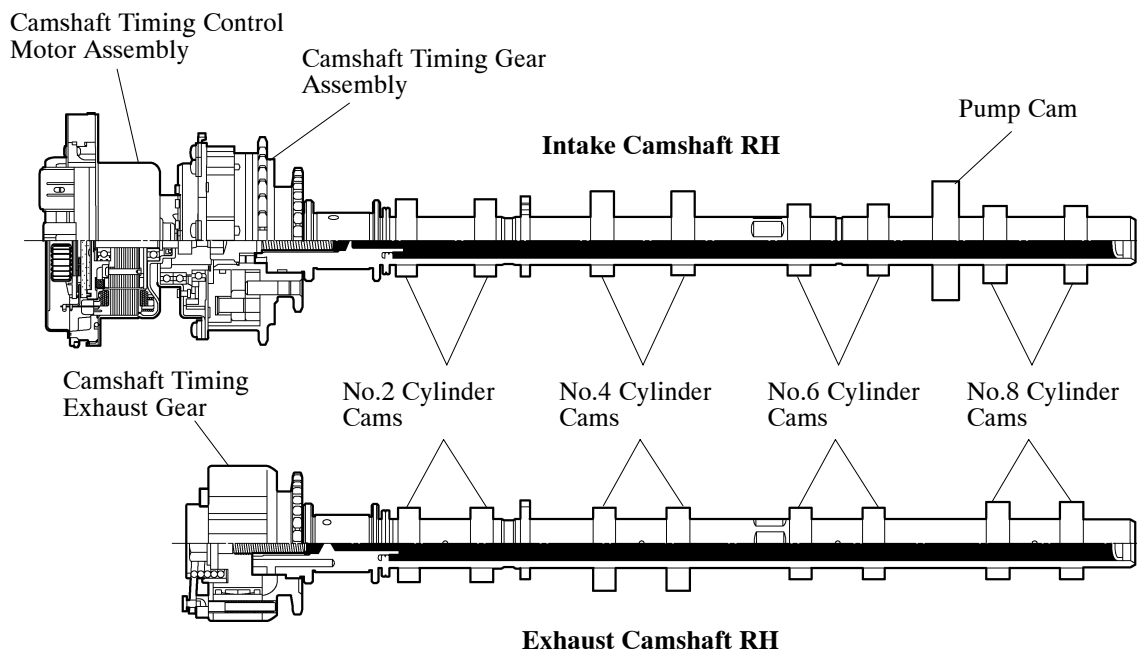 Camshaft Timing Control
Motor Assembly
Camshaft Timing Gear
Assembly
Pump Cam
Intake Camshaft RH
Camshaft Timing
Exhaust Gear
No.2 Cylinder
Cams
No.4 Cylinder
Cams
No.6 Cylinder
Cams
No.8 Cylinder
Cams
Exhaust Camshaft RH